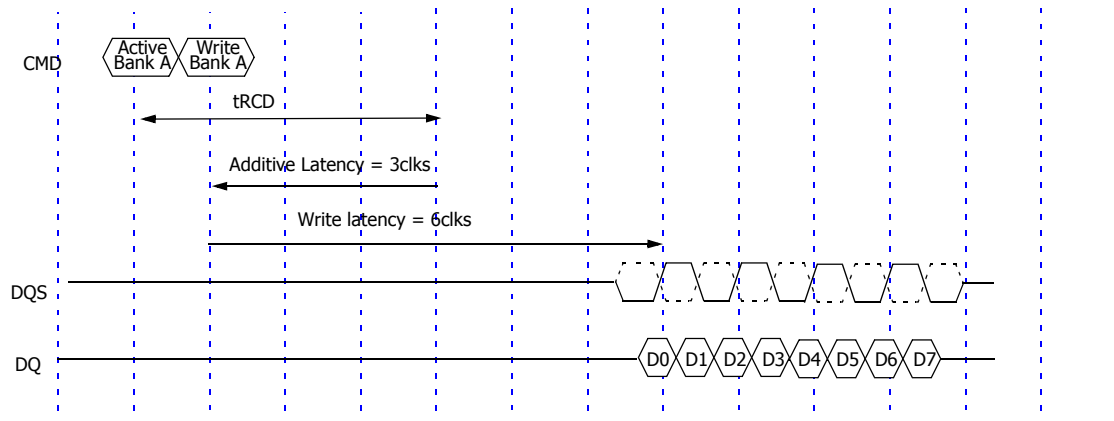 CMD
Active
Bank A
Write
Bank A
tRCD
Additive Latency = 3clks
Write latency = 6clks
DQS
DQ
D0 D1 D2 D3 D4 D5 D6 D7